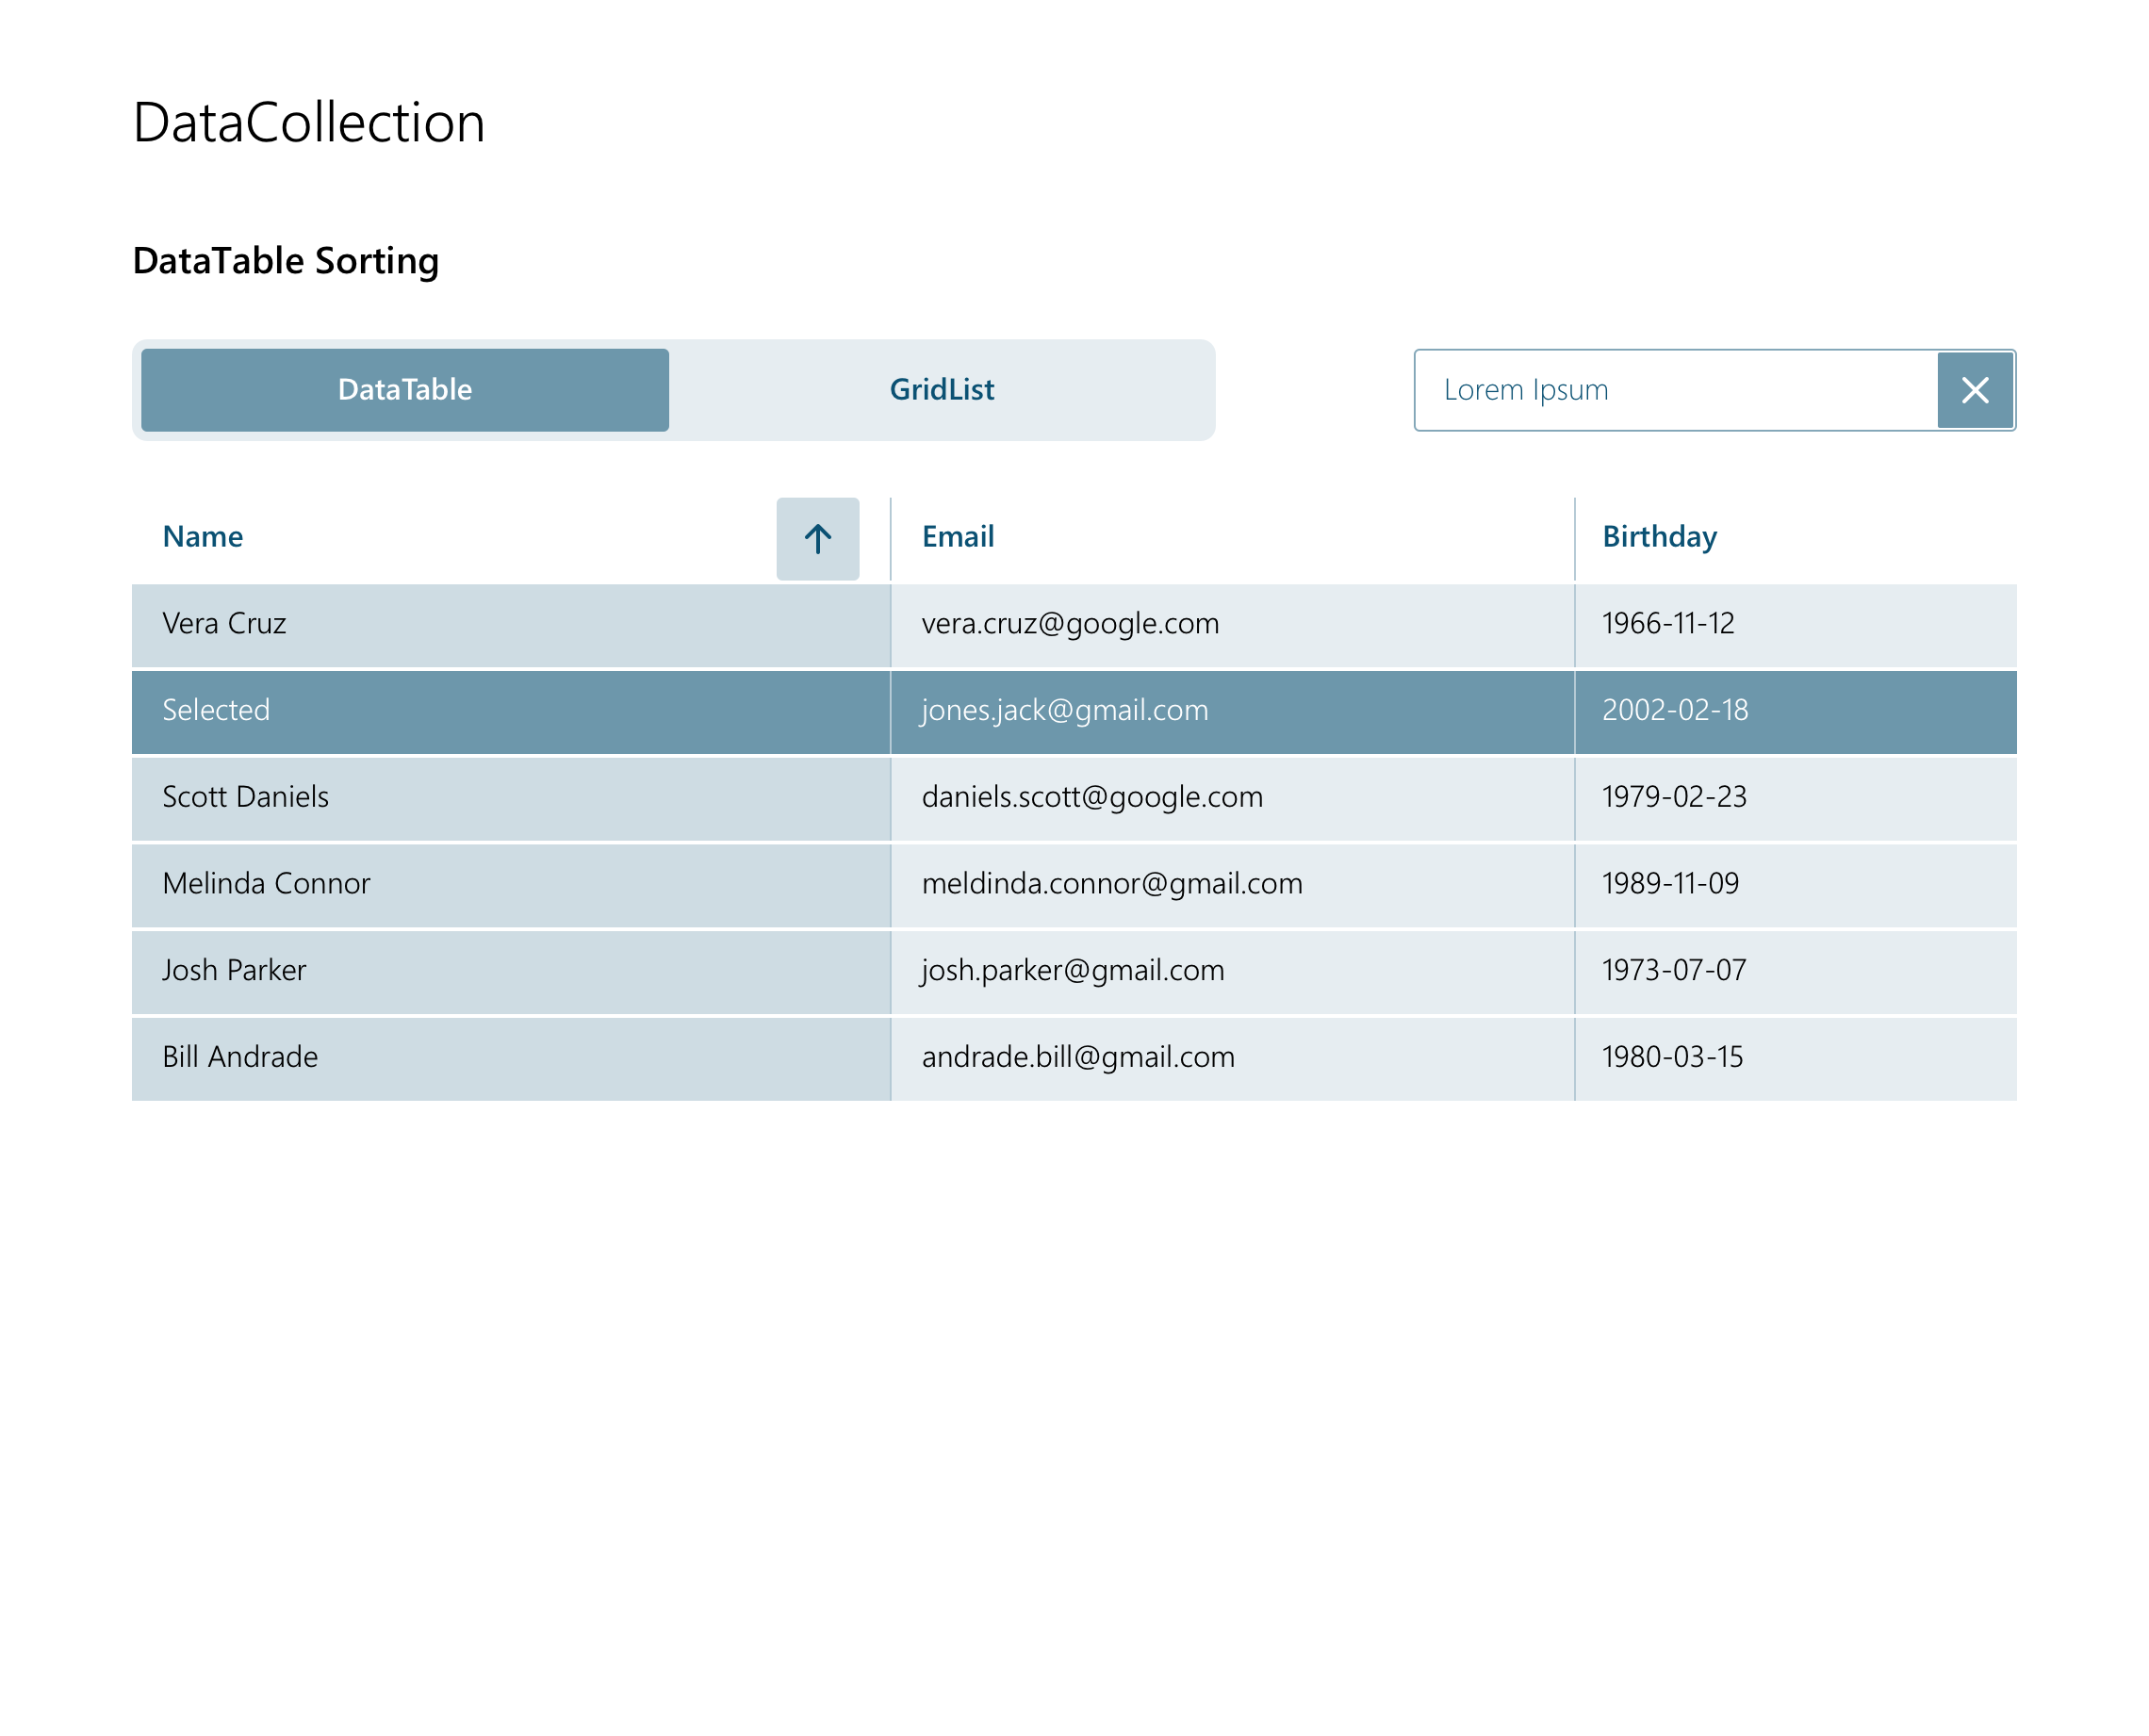 DataCollection
DataTable Sorting
DataTable GridList Lorem Ipsum
Name Email Birthday
Vera Cruz vera.cruz@google.com 1966-11-12
Selected jones.jack@gmail.com 2002-02-18
Scott Daniels daniels.scott@google.com 1979-02-23
Melinda Connor meldinda.connor@gmail.com 1989-11-09
Josh Parker josh.parker@gmail.com 1973-07-07
Bill Andrade andrade.bill@gmail.com 1980-03-15